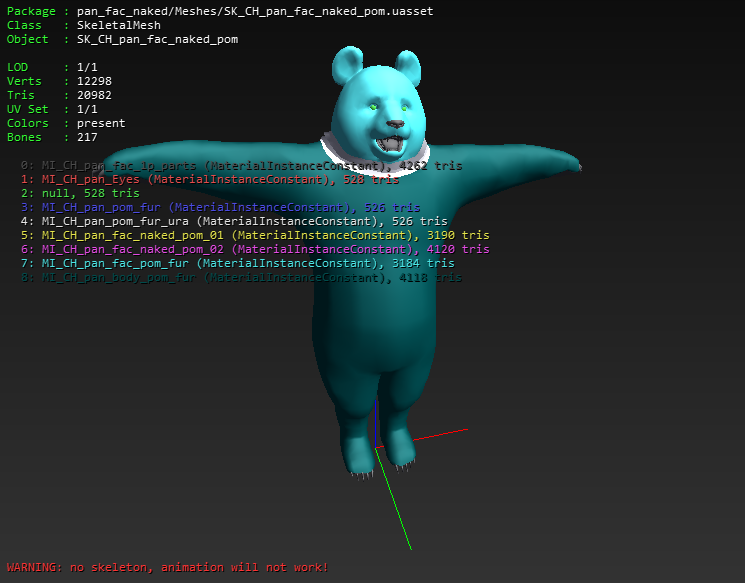 Package : pan_fac_naked/Meshes/SK_CH_pan_fac_naked_pom.uasset
Class : SkeletalMesh
Object : SK_CH_pan_fac_naked_pom
LOD : 1/1
Verts : 12298
Tris : 20982
UV Set : 1/1
Colors : present
Bones : 217
0: MI_CH_pan_fac_1p_parts (MaterialInstanceConstant), 4262 tris
1: MI_CH_pan_Eyes (MaterialInstanceConstant), 528 tris
2: null, 528 tris
3: MI_CH_pan_pom_fur (MaterialInstanceConstant), 526 tris
4: MI_CH_pan_pom_fur_ura (MaterialInstanceConstant), 526 tris
5: MI_CH_pan_fac_naked_pom_01 (MaterialInstanceConstant), 3190 tris
6: MI_CH_pan_fac_naked_pom_02 (MaterialInstanceConstant), 4120 tris
7: MI_CH_pan_fac_pom_fur (MaterialInstanceConstant), 3184 tris
8: MI_CH_pan_body_pom_fur (MaterialInstanceConstant), 4118 tris
WARNING: no skeleton, animation will not work!